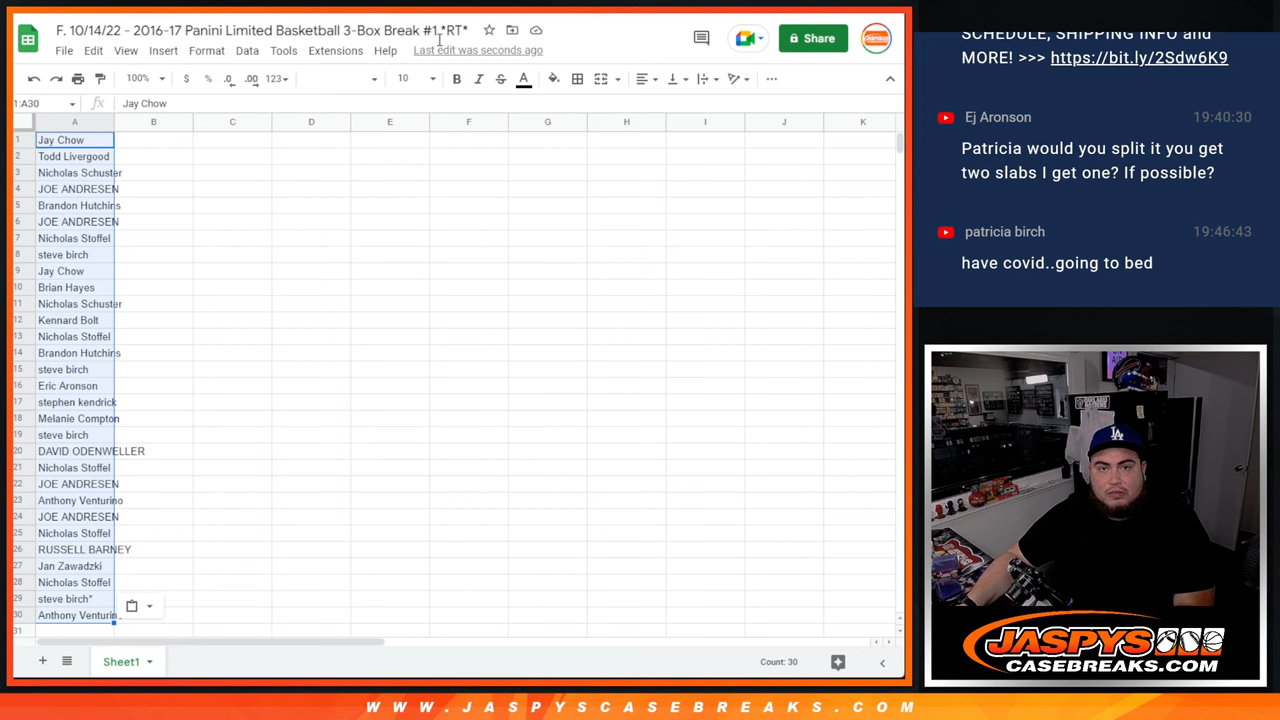 F. 10/14/22 - 2016-17 Panini Limited Basketball 3-Box Break #1 *RT*
Share
File Edit View Insert Format Data Tools Extensions Help Last edit was seconds ago
100% $ % .0 .00 123 10 B I S A
1:A30 fx Jay Chow
A B C D E F G H I J K
1 Jay Chow
2 Todd Livergood
3 Nicholas Schuster
4 JOE ANDRESEN
5 Brandon Hutchins
6 JOE ANDRESEN
7 Nicholas Stoffel
8 steve birch
9 Jay Chow
10 Brian Hayes
11 Nicholas Schuster
12 Kennard Bolt
13 Nicholas Stoffel
14 Brandon Hutchins
15 steve birch
16 Eric Aronson
17 stephen kendrick
18 Melanie Compton
19 steve birch
20 DAVID ODENWELLER
21 Nicholas Stoffel
22 JOE ANDRESEN
23 Anthony Venturino
24 JOE ANDRESEN
25 Nicholas Stoffel
26 RUSSELL BARNEY
27 Jan Zawadzki
28 Nicholas Stoffel
29 steve birch*
30 Anthony Venturin
31
Sheet1
Count: 30
SCHEDULE, SHIPPING INFO and
MORE! >>> https://bit.ly/2Sdw6K9
Ej Aronson 19:40:30
Patricia would you split it you get
two slabs I get one? If possible?
patricia birch 19:46:43
have covid..going to bed
LA
JASPYS
CASEBREAKS.COM
WWW.JASPYSCASEBREAKS.COM